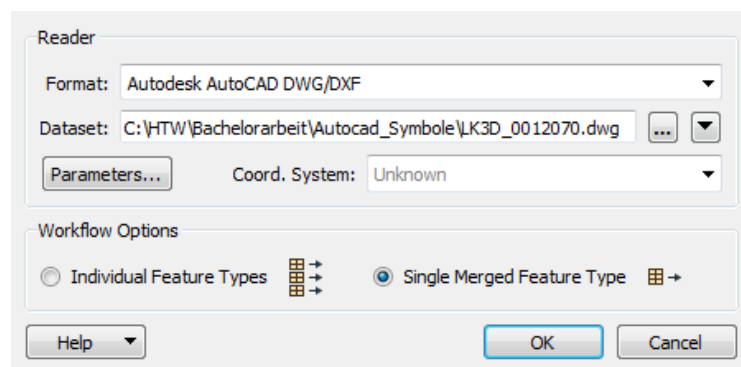 Reader
Format: Autodesk AutoCAD DWG/DXF
Dataset: C:\HTW\Bachelorarbeit\Autocad_Symbole\LK3D_0012070.dwg ...
Parameters... Coord. System: Unknown
Workflow Options
Individual Feature Types Single Merged Feature Type
Help OK Cancel